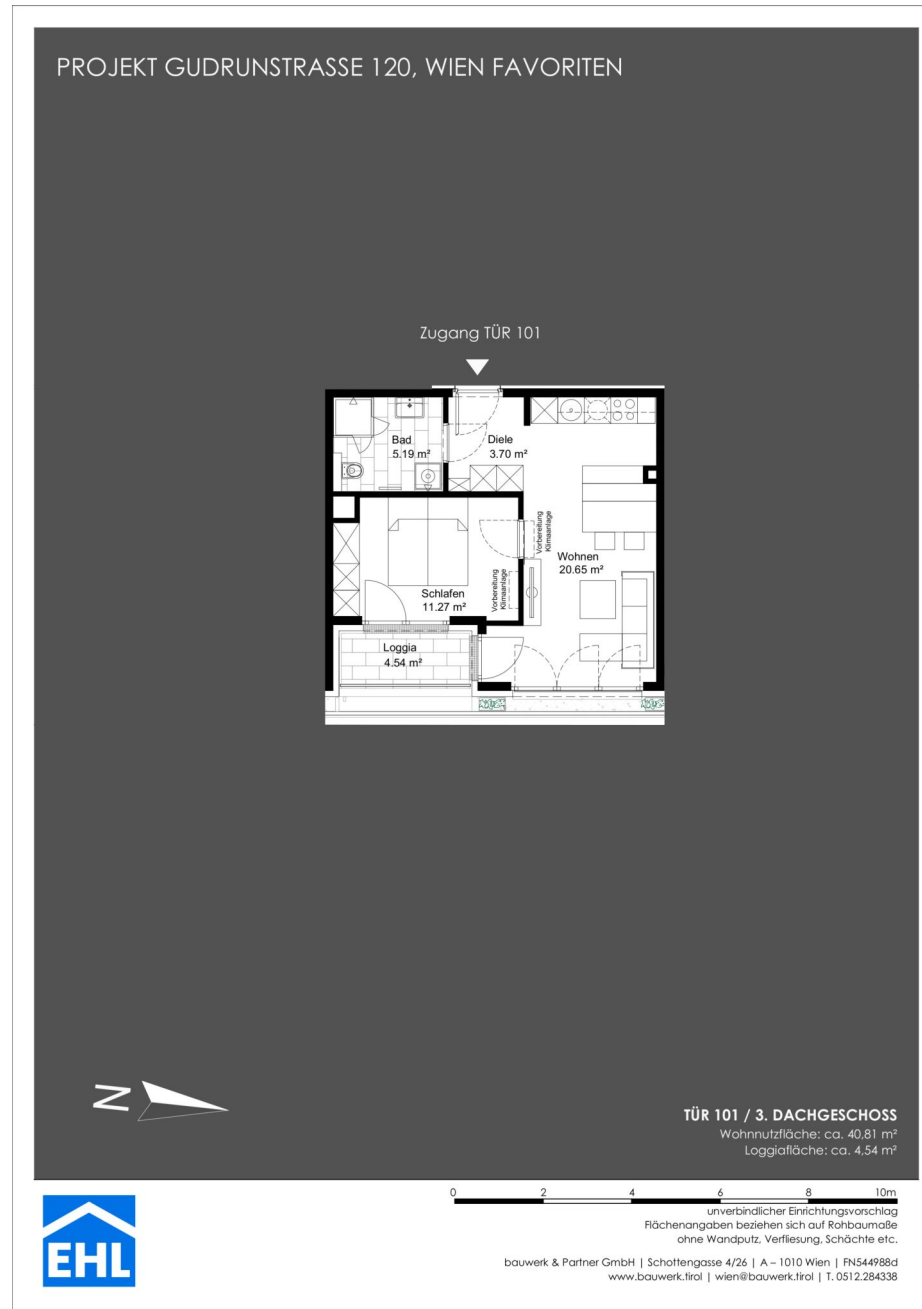 PROJEKT GUDRUNSTRASSE 120, WIEN FAVORITEN
Zugang TÜR 101
Bad
5.19 m²
Diele
3.70 m²
Vorbereitung
Klimaanlage
Wohnen
20.65 m²
Schlafen
11.27 m²
Vorbereitung
Klimaanlage
Loggia
4.54 m²
N
TÜR 101 / 3. DACHGESCHOSS
Wohnnutzfläche: ca. 40,81 m²
Loggiafläche: ca. 4,54 m²
0 2 4 6 8 10m
unverbindlicher Einrichtungsvorschlag
Flächenangaben beziehen sich auf Rohbaumaße
ohne Wandputz, Verfliesung, Schächte etc.
EHL
bauwerk & Partner GmbH | Schottengasse 4/26 | A – 1010 Wien | FN544988d
www.bauwerk.tirol | wien@bauwerk.tirol | T. 0512.284338